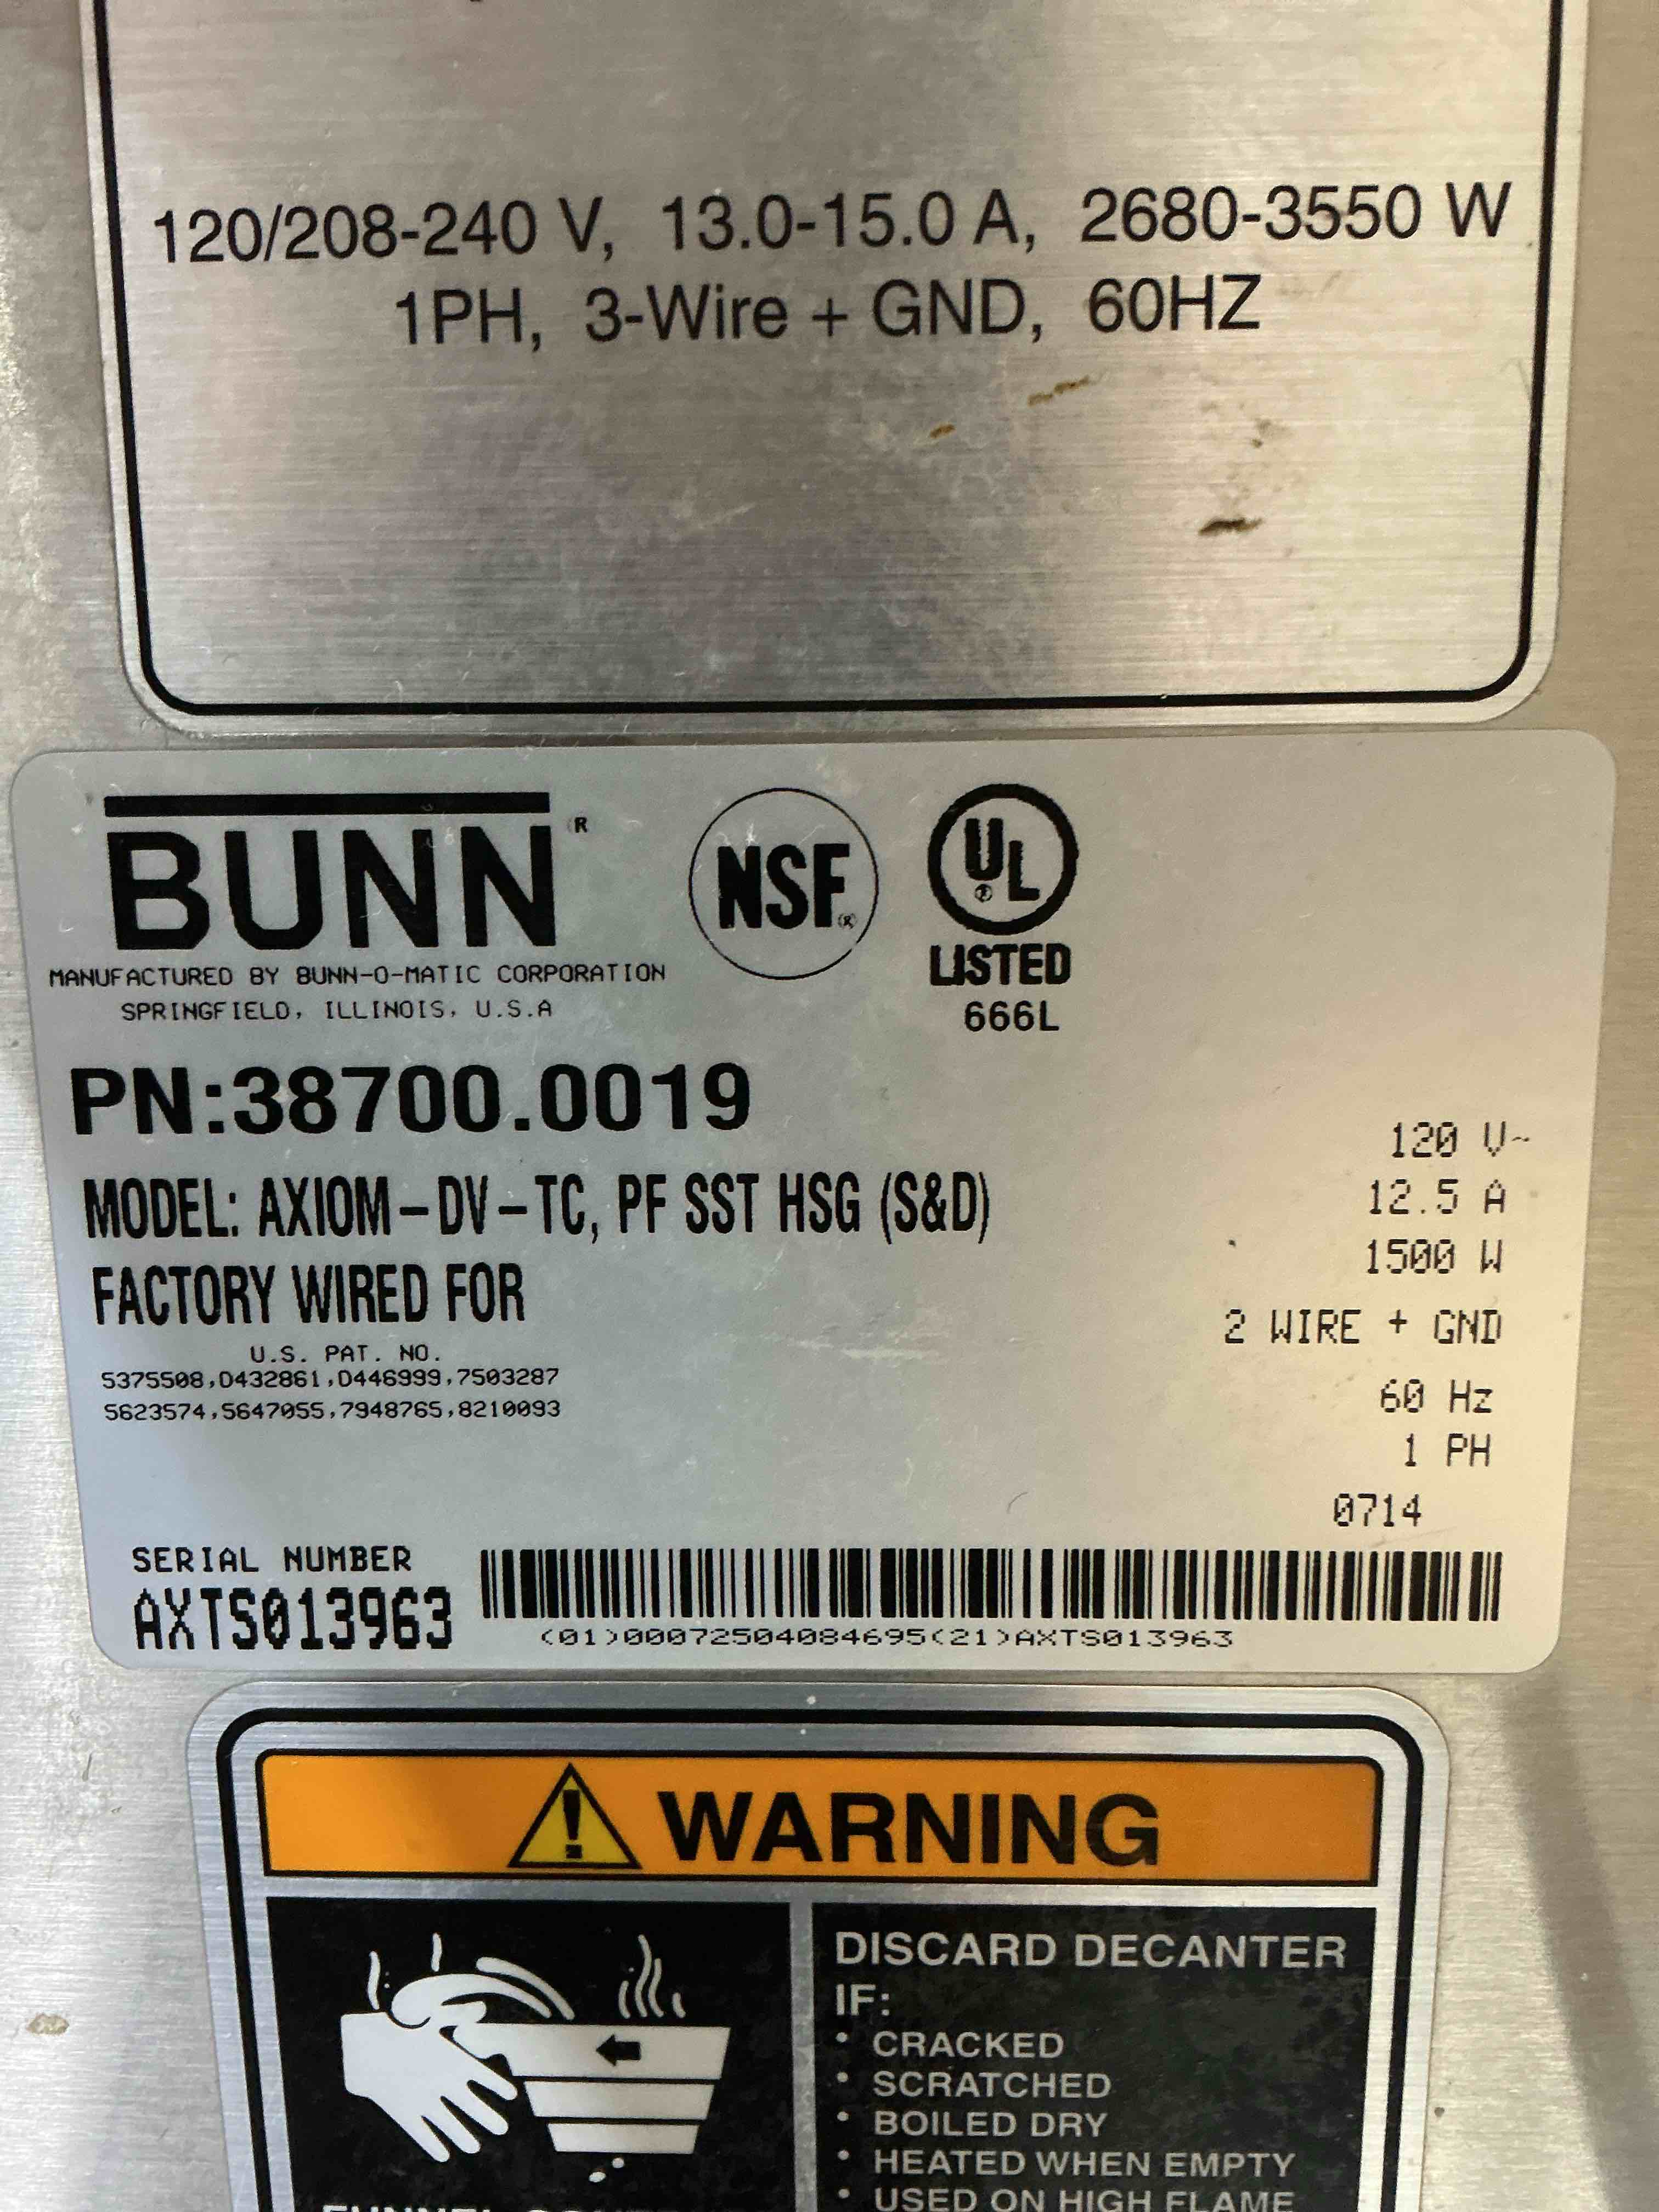 120/208-240 V, 13.0-15.0 A, 2680-3550 W
1PH, 3-Wire + GND, 60HZ
BUNN®
NSF®
UL®
LISTED
666L
MANUFACTURED BY BUNN-O-MATIC CORPORATION
SPRINGFIELD, ILLINOIS, U.S.A
PN:38700.0019
MODEL: AXIOM-DV-TC, PF SST HSG (S&D)
FACTORY WIRED FOR
120 V~
12.5 A
1500 W
2 WIRE + GND
60 Hz
1 PH
0714
U.S. PAT. NO.
5375508,D432861,D446999,7503287
5623574,5647055,7948765,8210093
SERIAL NUMBER
AXTS013963
(01)00072504084695(21)AXTS013963
WARNING
DISCARD DECANTER
IF:
• CRACKED
• SCRATCHED
• BOILED DRY
• HEATED WHEN EMPTY
• USED ON HIGH FLAME